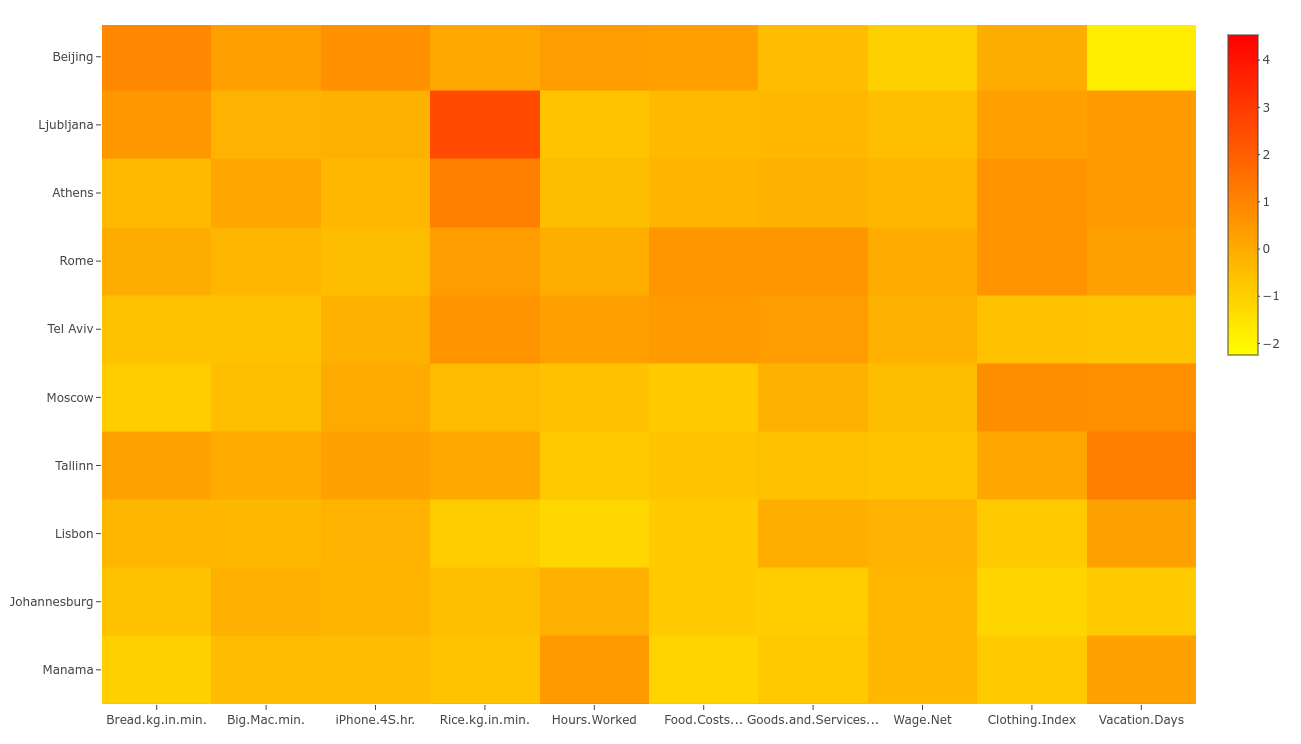 Beijing
Ljubljana
Athens
Rome
Tel Aviv
Moscow
Tallinn
Lisbon
Johannesburg
Manama
Bread.kg.in.min. Big.Mac.min. iPhone.4S.hr. Rice.kg.in.min. Hours.Worked Food.Costs... Goods.and.Services... Wage.Net Clothing.Index Vacation.Days
4
3
2
1
0
−1
−2